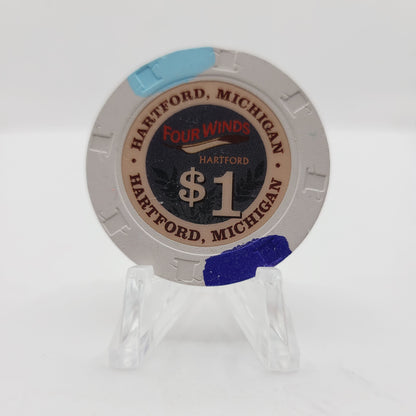 • HARTFORD, MICHIGAN •
FOUR WINDS
HARTFORD
$1
HARTFORD, MICHIGAN